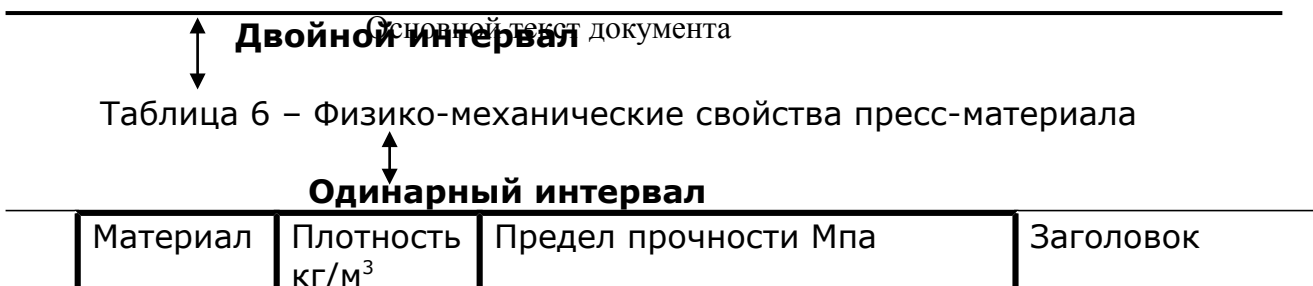 Основной текст документа
Двойной интервал
Таблица 6 – Физико-механические свойства пресс-материала
Одинарный интервал
Материал Плотность Предел прочности Мпа Заголовок
кг/м³